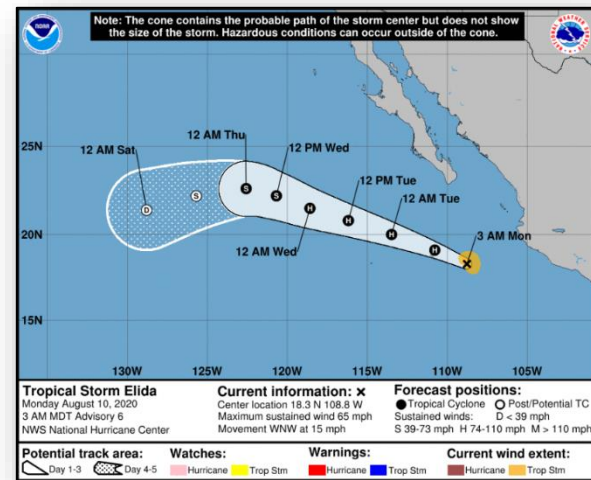 Note: The cone contains the probable path of the storm center but does not show
the size of the storm. Hazardous conditions can occur outside of the cone.
NOAA
NATIONAL WEATHER SERVICE
25N
20N
15N
130W 125W 120W 115W 110W 105W
12 AM Sat
12 AM Thu
12 PM Wed
12 AM Wed
12 PM Tue
12 AM Tue
3 AM Mon
D
S
S
S
H
H
H
H
Tropical Storm Elida
Monday August 10, 2020
3 AM MDT Advisory 6
NWS National Hurricane Center
Current information: ×
Center location 18.3 N 108.8 W
Maximum sustained wind 65 mph
Movement WNW at 15 mph
Forecast positions:
● Tropical Cyclone ○ Post/Potential TC
Sustained winds: D < 39 mph
S 39-73 mph H 74-110 mph M > 110 mph
Potential track area:
Day 1-3 Day 4-5
Watches:
Hurricane Trop Stm
Warnings:
Hurricane Trop Stm
Current wind extent:
Hurricane Trop Stm